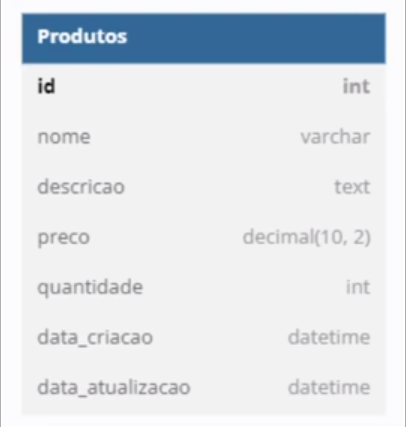 Produtos
id int
nome varchar
descricao text
preco decimal(10, 2)
quantidade int
data_criacao datetime
data_atualizacao datetime